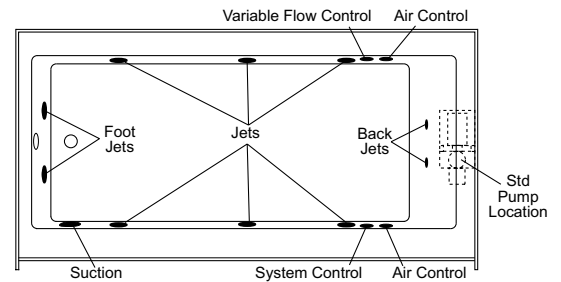 Variable Flow Control
Air Control
Foot
Jets
Jets
Back
Jets
Std
Pump
Location
Suction
System Control
Air Control